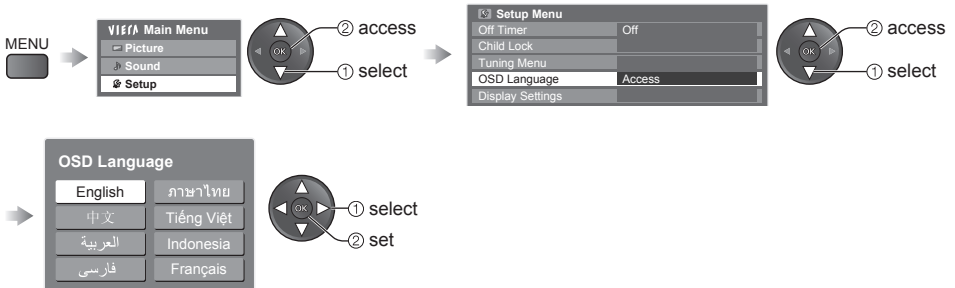 MENU
VIErA Main Menu
Picture
Sound
Setup
OK
② access
① select
Setup Menu
Off Timer Off
Child Lock
Tuning Menu
OSD Language Access
Display Settings
OK
② access
① select
OSD Language
English ภาษาไทย
中文 Tiếng Việt
العربية Indonesia
فارسی Français
OK
① select
② set